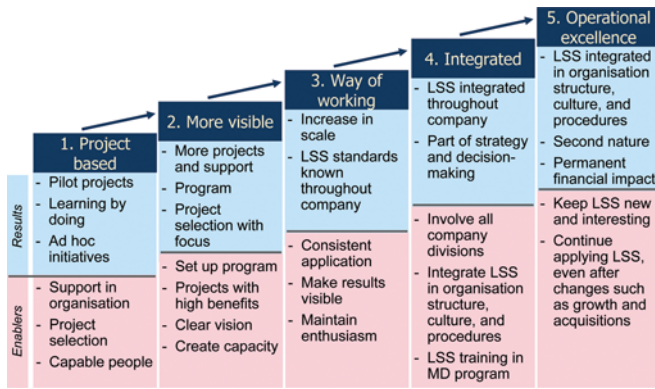 1. Project
based
- Pilot projects
- Learning by
doing
- Ad hoc
initiatives
- Support in
organisation
- Project
selection
- Capable people
2. More visible
- More projects
and support
- Program
- Project
selection with
focus
- Set up program
- Projects with
high benefits
- Clear vision
- Create capacity
3. Way of
working
- Increase in
scale
- LSS standards
known
throughout
company
- Consistent
application
- Make results
visible
- Maintain
enthusiasm
4. Integrated
- LSS integrated
throughout
company
- Part of strategy
and decision-
making
- Involve all
company
divisions
- Integrate LSS
in organisation
structure,
culture, and
procedures
- LSS training in
MD program
5. Operational
excellence
- LSS integrated
in organisation
structure,
culture, and
procedures
- Second nature
- Permanent
financial impact
- Keep LSS new
and interesting
- Continue
applying LSS,
even after
changes such
as growth and
acquisitions
Results
Enablers